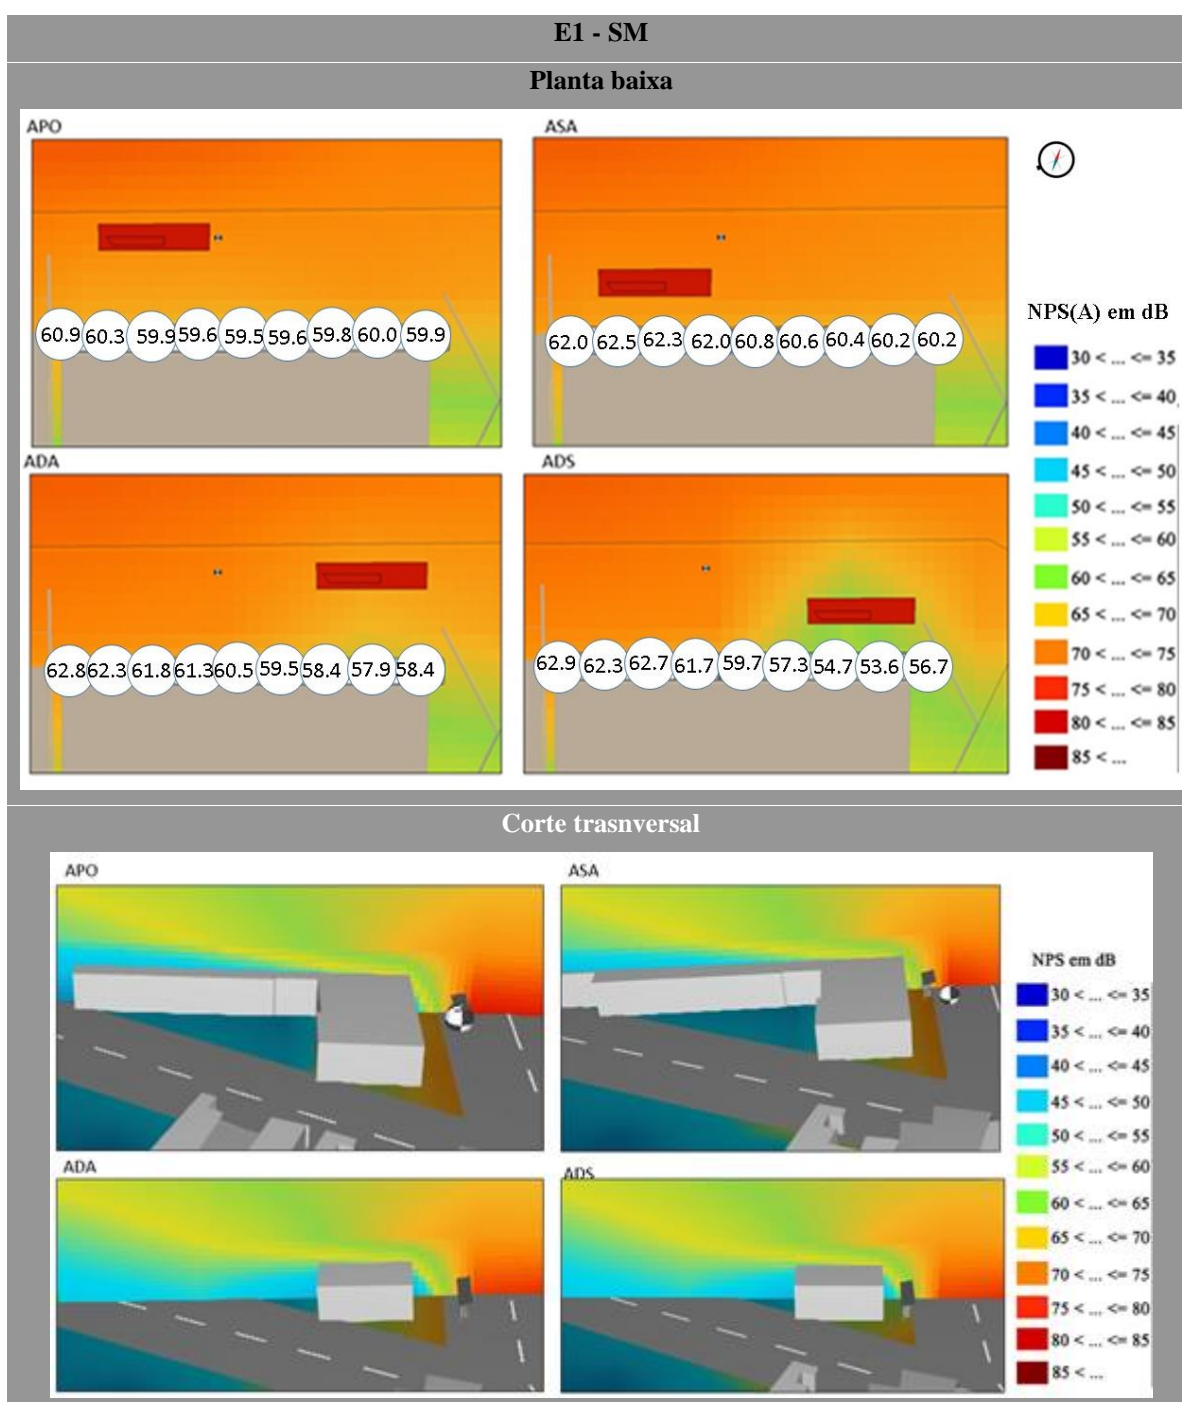 E1 - SM
Planta baixa
APO
60.9 60.3 59.9 59.6 59.5 59.6 59.8 60.0 59.9
ASA
62.0 62.5 62.3 62.0 60.8 60.6 60.4 60.2 60.2
ADA
62.8 62.3 61.8 61.3 60.5 59.5 58.4 57.9 58.4
ADS
62.9 62.3 62.7 61.7 59.7 57.3 54.7 53.6 56.7
NPS(A) em dB
30 < ... <= 35
35 < ... <= 40
40 < ... <= 45
45 < ... <= 50
50 < ... <= 55
55 < ... <= 60
60 < ... <= 65
65 < ... <= 70
70 < ... <= 75
75 < ... <= 80
80 < ... <= 85
85 < ...
Corte trasnversal
APO
ASA
ADA
ADS
NPS em dB
30 < ... <= 35
35 < ... <= 40
40 < ... <= 45
45 < ... <= 50
50 < ... <= 55
55 < ... <= 60
60 < ... <= 65
65 < ... <= 70
70 < ... <= 75
75 < ... <= 80
80 < ... <= 85
85 < ...